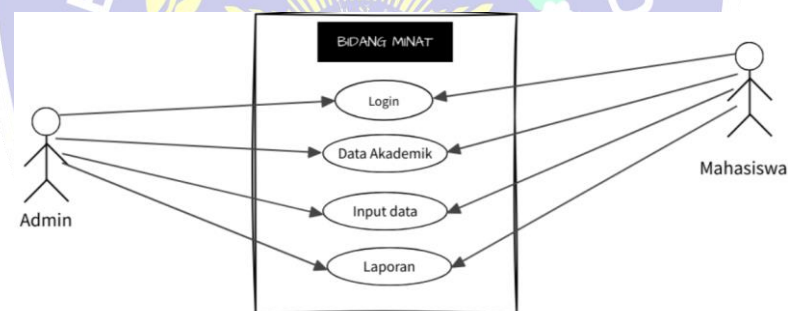 BIDANG MINAT
Login
Data Akademik
Input data
Laporan
Admin
Mahasiswa